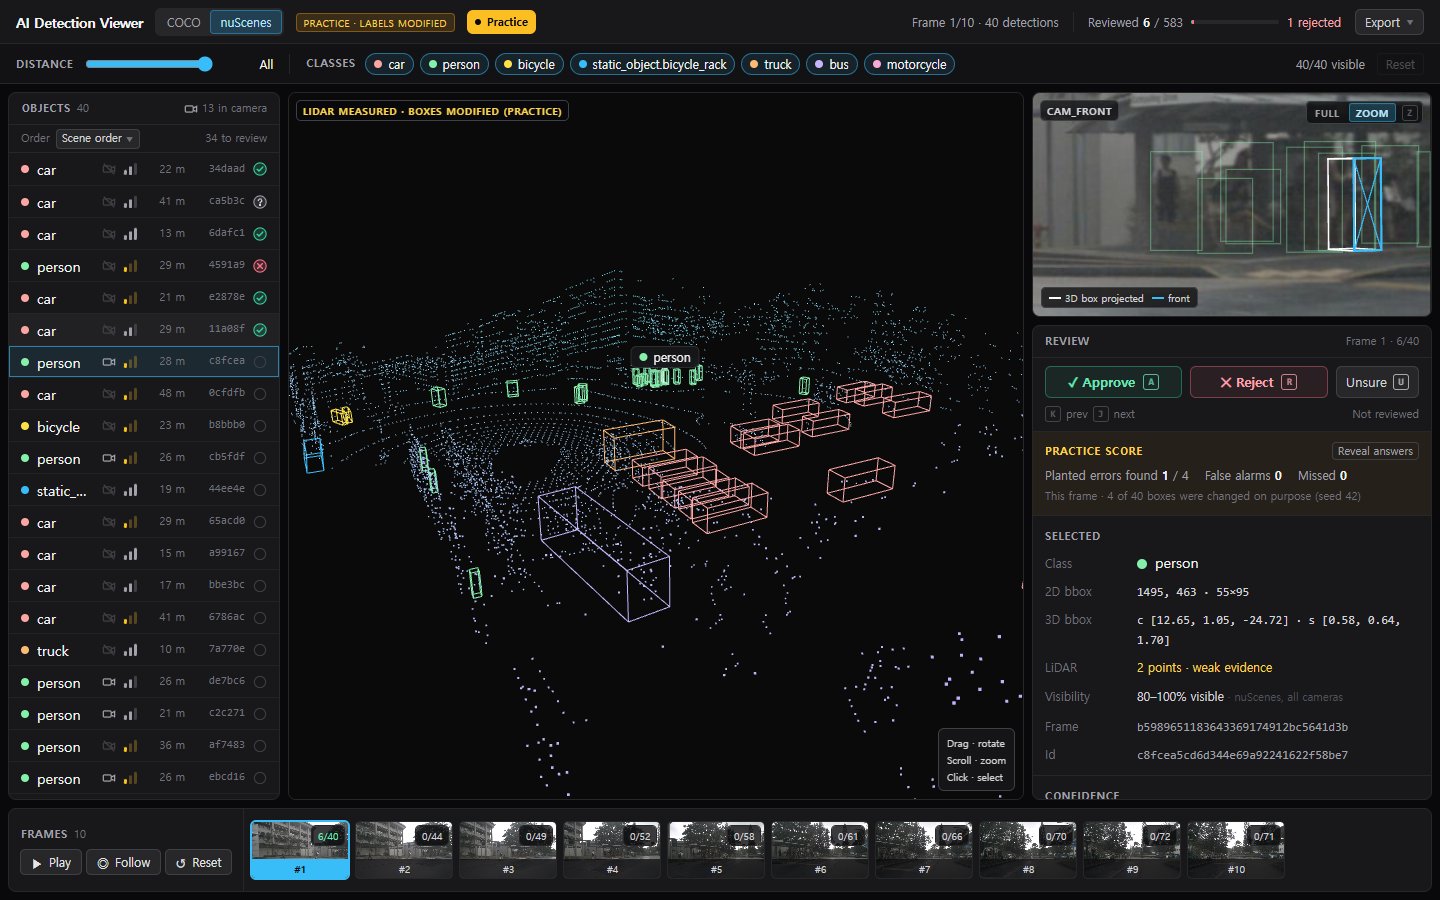 AI Detection Viewer COCO nuScenes PRACTICE · LABELS MODIFIED Practice Frame 1/10 · 40 detections Reviewed 6 / 583 1 rejected Export
DISTANCE All CLASSES car person bicycle static_object.bicycle_rack truck bus motorcycle 40/40 visible Reset
OBJECTS 40 13 in camera
Order Scene order 34 to review
car 22 m 34daad
car 41 m ca5b3c
car 13 m 6dafc1
person 29 m 4591a9
car 21 m e2878e
car 29 m 11a08f
person 28 m c8fcea
car 48 m 0cfdfb
bicycle 23 m b8bbb0
person 26 m cb5fdf
static_... 19 m 44ee4e
car 29 m 65acd0
car 15 m a99167
car 17 m bbe3bc
car 41 m 6786ac
truck 10 m 7a770e
person 26 m de7bc6
person 21 m c2c271
person 36 m af7483
person 26 m ebcd16
LIDAR MEASURED · BOXES MODIFIED (PRACTICE)
person
Drag · rotate
Scroll · zoom
Click · select
CAM_FRONT FULL ZOOM Z
3D box projected front
REVIEW Frame 1 · 6/40
Approve A Reject R Unsure U
K prev J next Not reviewed
PRACTICE SCORE Reveal answers
Planted errors found 1 / 4 False alarms 0 Missed 0
This frame · 4 of 40 boxes were changed on purpose (seed 42)
SELECTED
Class person
2D bbox 1495, 463 · 55×95
3D bbox c [12.65, 1.05, -24.72] · s [0.58, 0.64,
1.70]
LiDAR 2 points · weak evidence
Visibility 80–100% visible · nuScenes, all cameras
Frame b5989651183643369174912bc5641d3b
Id c8fcea5cd6d344e69a92241622f58be7
CONFIDENCE
FRAMES 10
Play Follow Reset
6/40 0/44 0/49 0/52 0/58 0/61 0/66 0/70 0/72 0/71
#1 #2 #3 #4 #5 #6 #7 #8 #9 #10